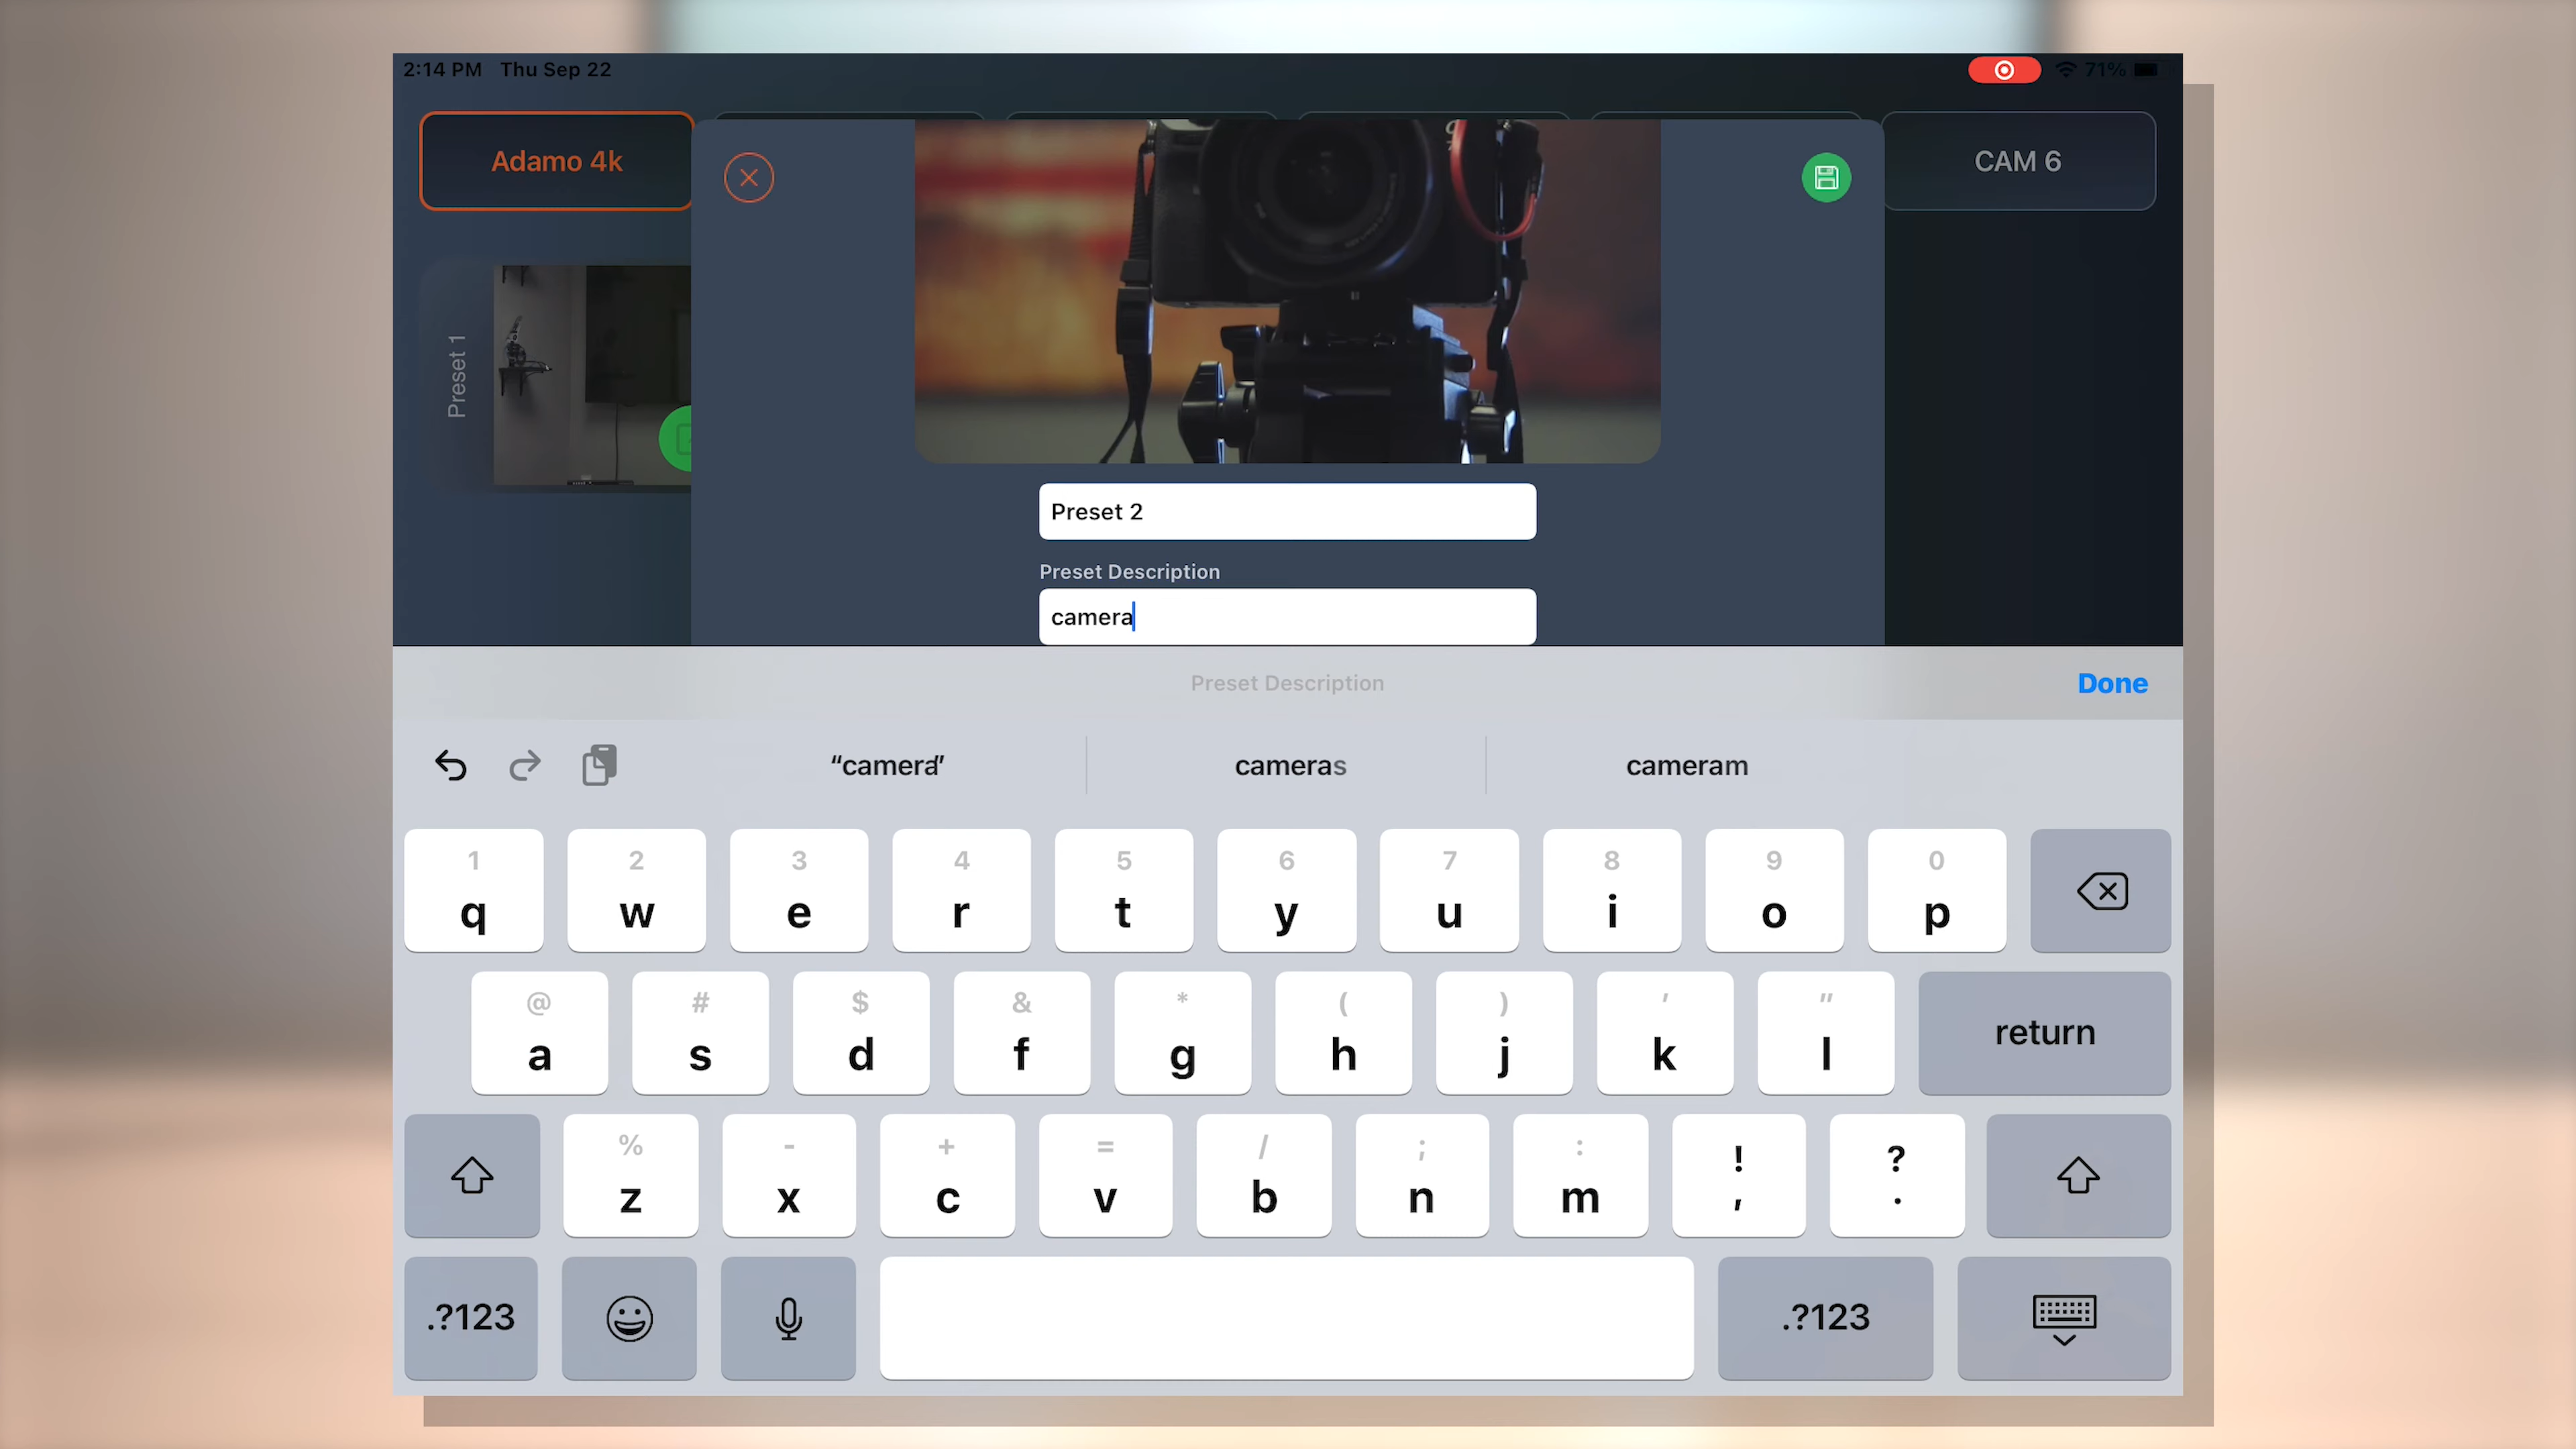 2:14 PM Thu Sep 22
71%
Adamo 4k
CAM 6
Preset 1
Preset 2
Preset Description
camera
Preset Description
Done
“camera”
cameras
cameram
1 2 3 4 5 6 7 8 9 0
q w e r t y u i o p
@ # $ & * ( ) ' "
a s d f g h j k l
return
% - + = / ; : ! ?
z x c v b n m , .
.?123
.?123